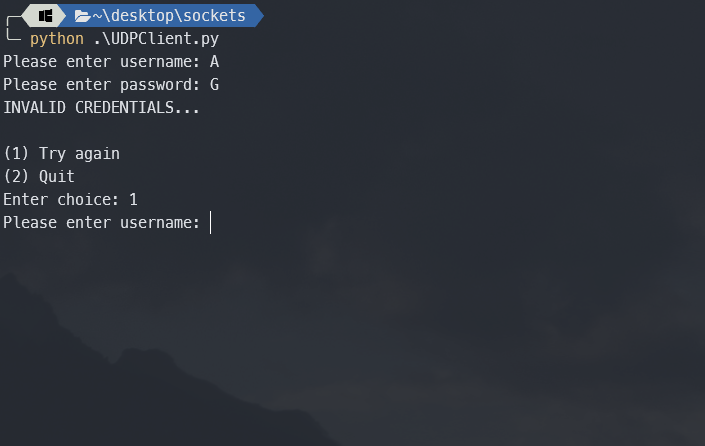 ~\desktop\sockets
python .\UDPClient.py
Please enter username: A
Please enter password: G
INVALID CREDENTIALS...
(1) Try again
(2) Quit
Enter choice: 1
Please enter username: